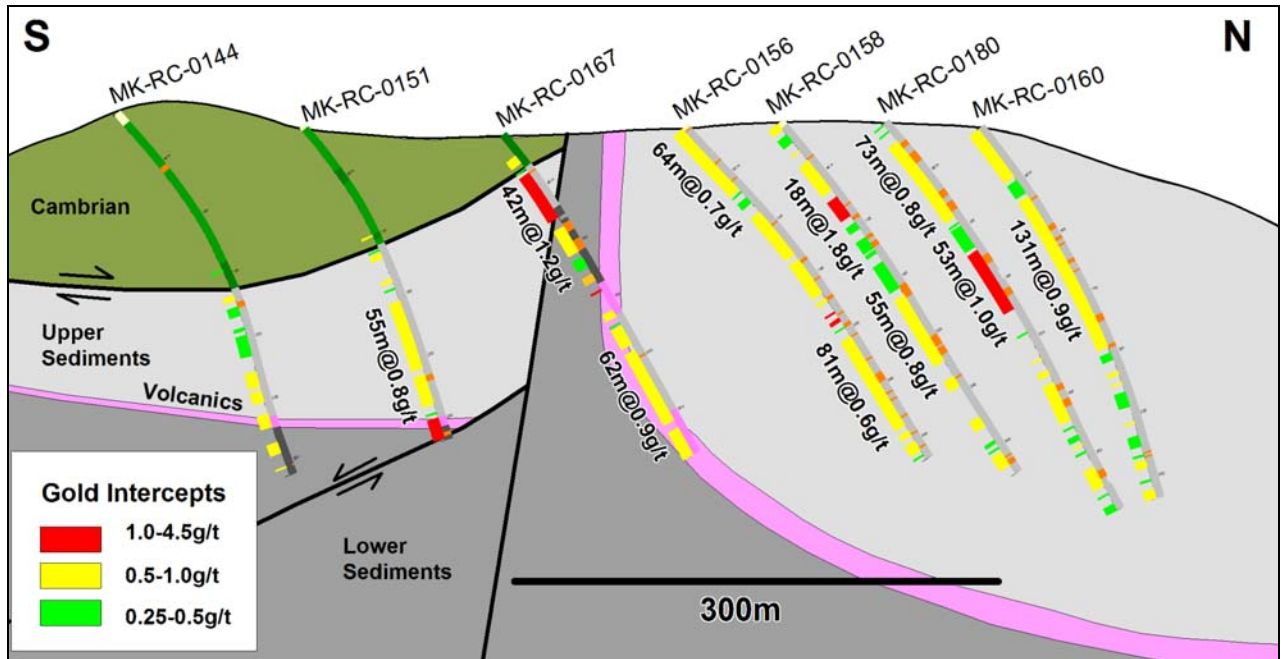 S
N
MK-RC-0144
MK-RC-0151
MK-RC-0167
MK-RC-0156
MK-RC-0158
MK-RC-0180
MK-RC-0160
64m@0.7g/t
73m@0.8g/t
18m@1.8g/t
42m@1.2g/t
53m@1.0g/t
131m@0.9g/t
Cambrian
55m@0.8g/t
55m@0.8g/t
Upper
Sediments
81m@0.6g/t
62m@0.9g/t
Volcanics
Gold Intercepts
1.0-4.5g/t
0.5-1.0g/t
0.25-0.5g/t
Lower
Sediments
300m